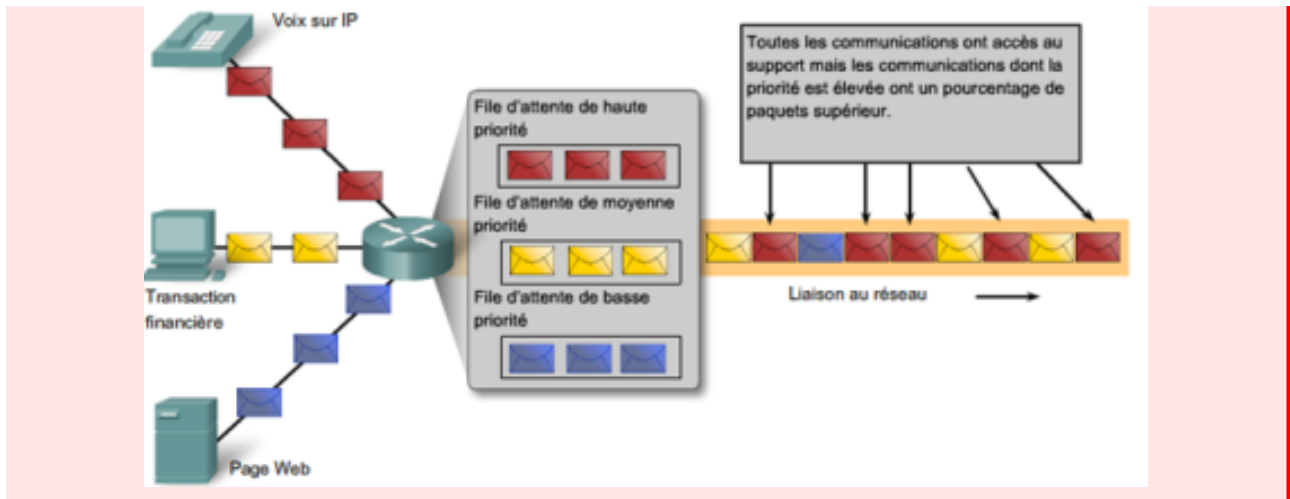 Voix sur IP
Toutes les communications ont accès au
support mais les communications dont la
priorité est élevée ont un pourcentage de
paquets supérieur.
File d'attente de haute
priorité
File d'attente de moyenne
priorité
Transaction
financière
File d'attente de basse
priorité
Liaison au réseau
Page Web